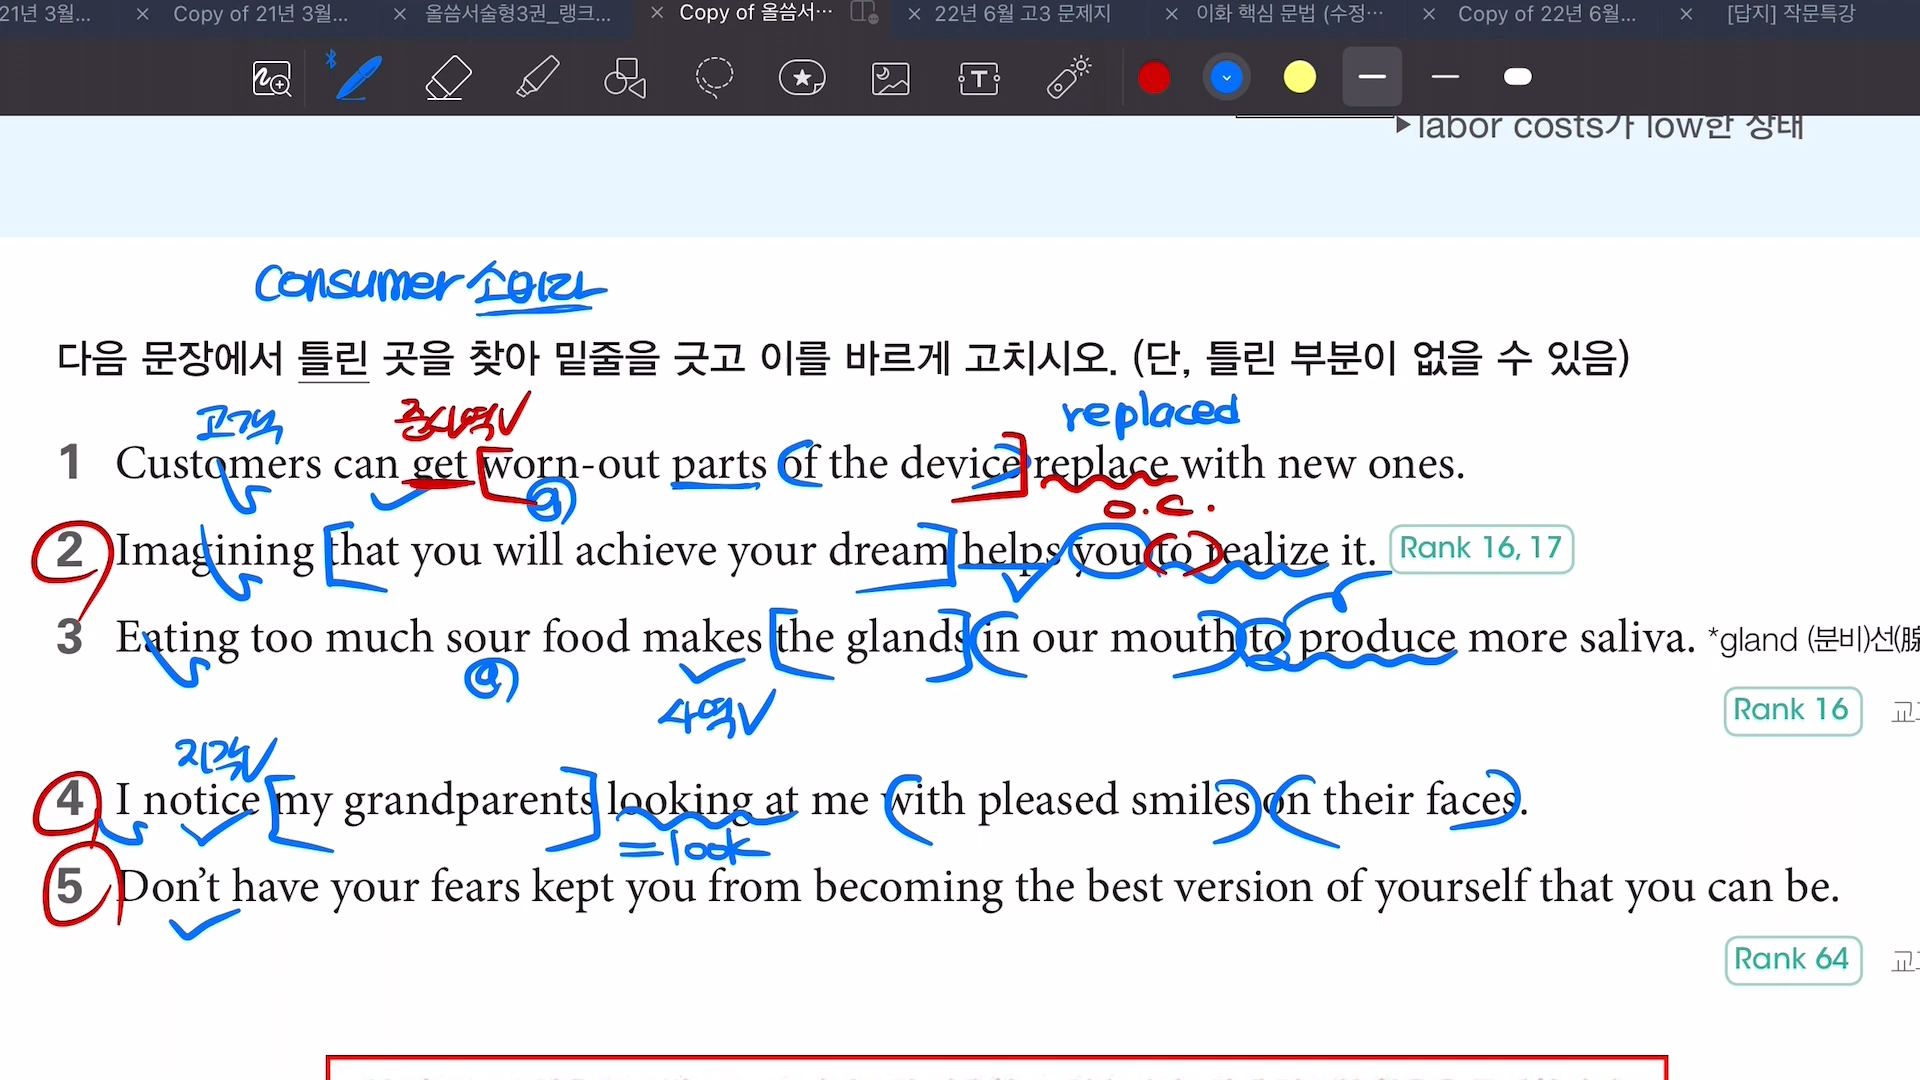 21년 3월... × Copy of 21년 3월... × 올씀서술형3권_랭크... × Copy of 올씀서... × 22년 6월 고3 문제지 × 이화 핵심 문법 (수정... × Copy of 22년 6월... × [답지] 작문특강
▶labor costs가 low한 상태
Consumer 소비자
다음 문장에서 틀린 곳을 찾아 밑줄을 긋고 이를 바르게 고치시오. (단, 틀린 부분이 없을 수 있음)
고객 준사역V replaced
1 Customers can get worn-out parts of the device replace with new ones.
a) O.C.
2 Imagining that you will achieve your dream helps you to realize it. Rank 16, 17
3 Eating too much sour food makes the glands in our mouth to produce more saliva. *gland (분비)선(腺
a)
사역V
Rank 16 교
지각V
4 I notice my grandparents looking at me with pleased smiles on their faces.
=look
5 Don't have your fears kept you from becoming the best version of yourself that you can be.
Rank 64 교